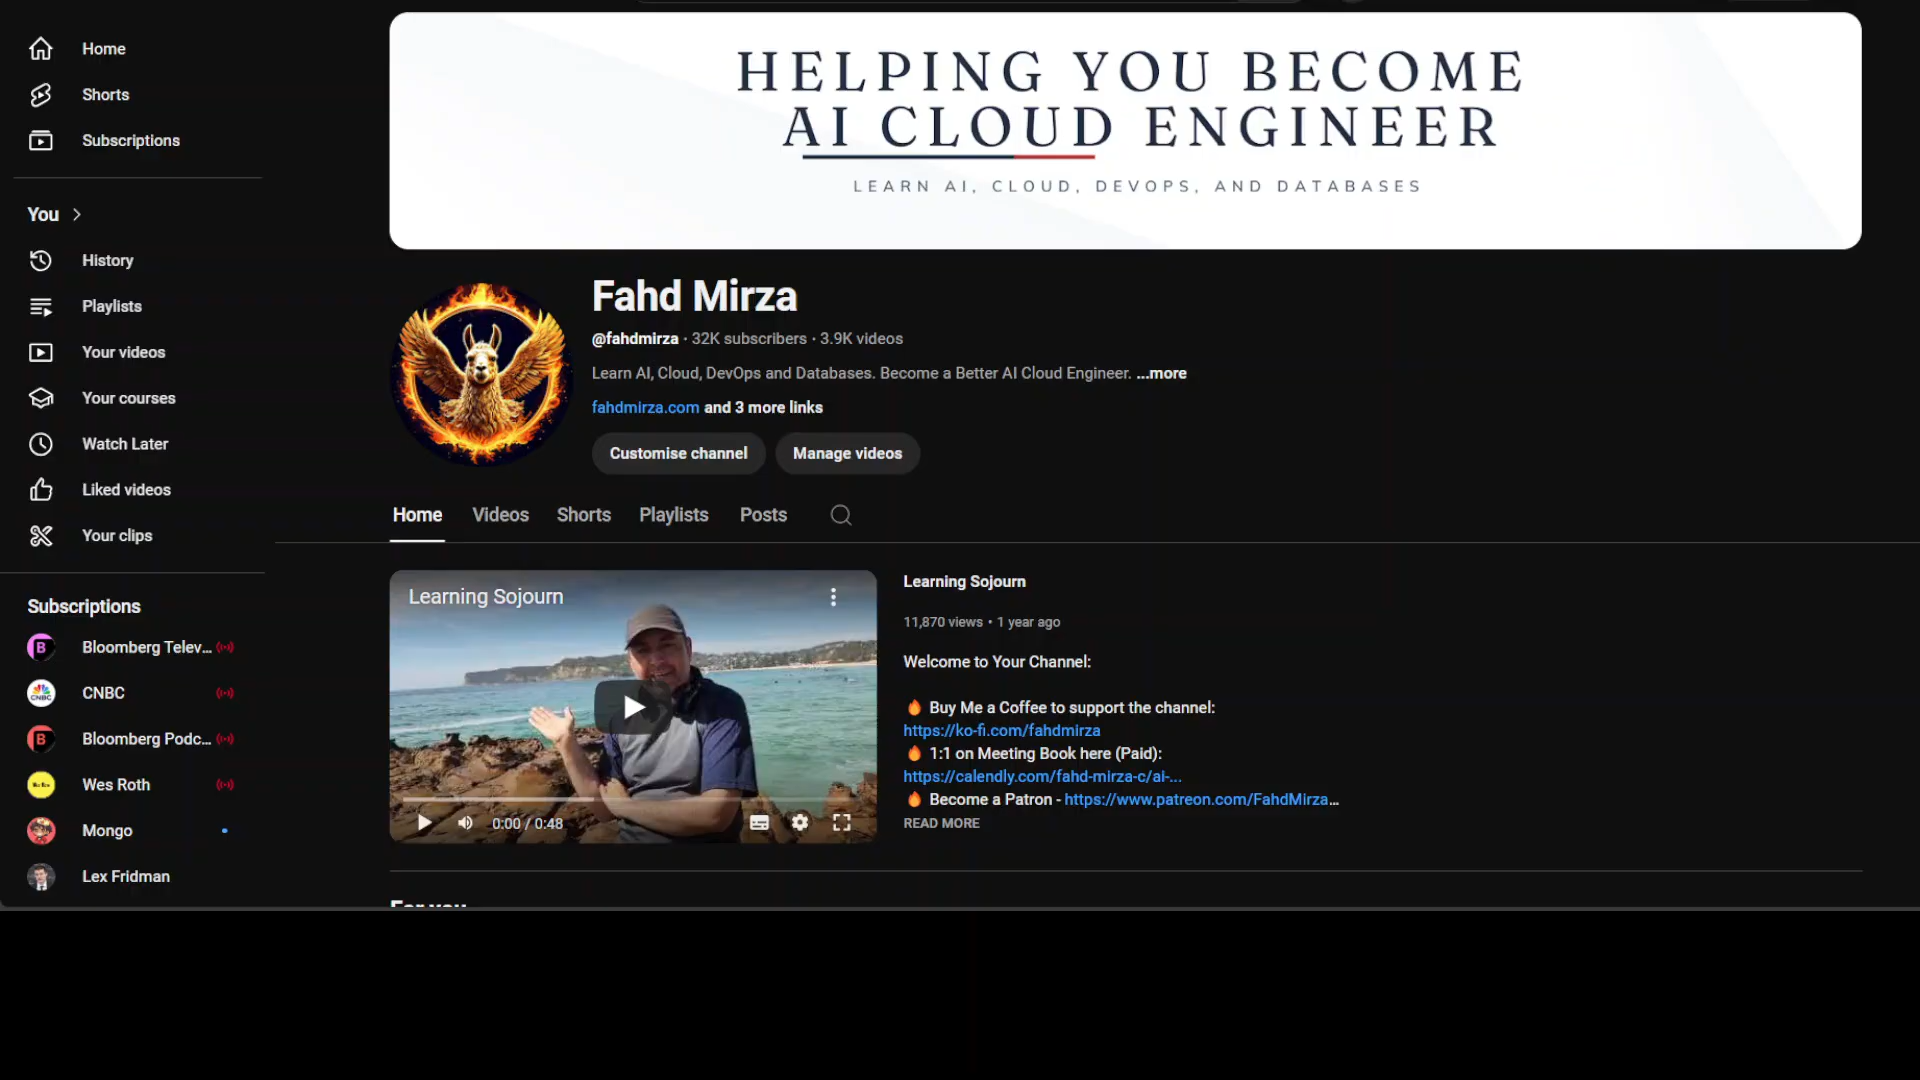 Home
Shorts
Subscriptions
You
History
Playlists
Your videos
Your courses
Watch Later
Liked videos
Your clips
Subscriptions
Bloomberg Telev...
CNBC
Bloomberg Podc...
Wes Roth
Mongo
Lex Fridman
HELPING YOU BECOME
AI CLOUD ENGINEER
LEARN AI, CLOUD, DEVOPS, AND DATABASES
Fahd Mirza
@fahdmirza · 32K subscribers · 3.9K videos
Learn AI, Cloud, DevOps and Databases. Become a Better AI Cloud Engineer. ...more
fahdmirza.com and 3 more links
Customise channel
Manage videos
Home
Videos
Shorts
Playlists
Posts
Learning Sojourn
0:00 / 0:48
Learning Sojourn
11,870 views • 1 year ago
Welcome to Your Channel:
🔥 Buy Me a Coffee to support the channel:
https://ko-fi.com/fahdmirza
🔥 1:1 on Meeting Book here (Paid):
https://calendly.com/fahd-mirza-c/ai-...
🔥 Become a Patron - https://www.patreon.com/FahdMirza...
READ MORE
For you